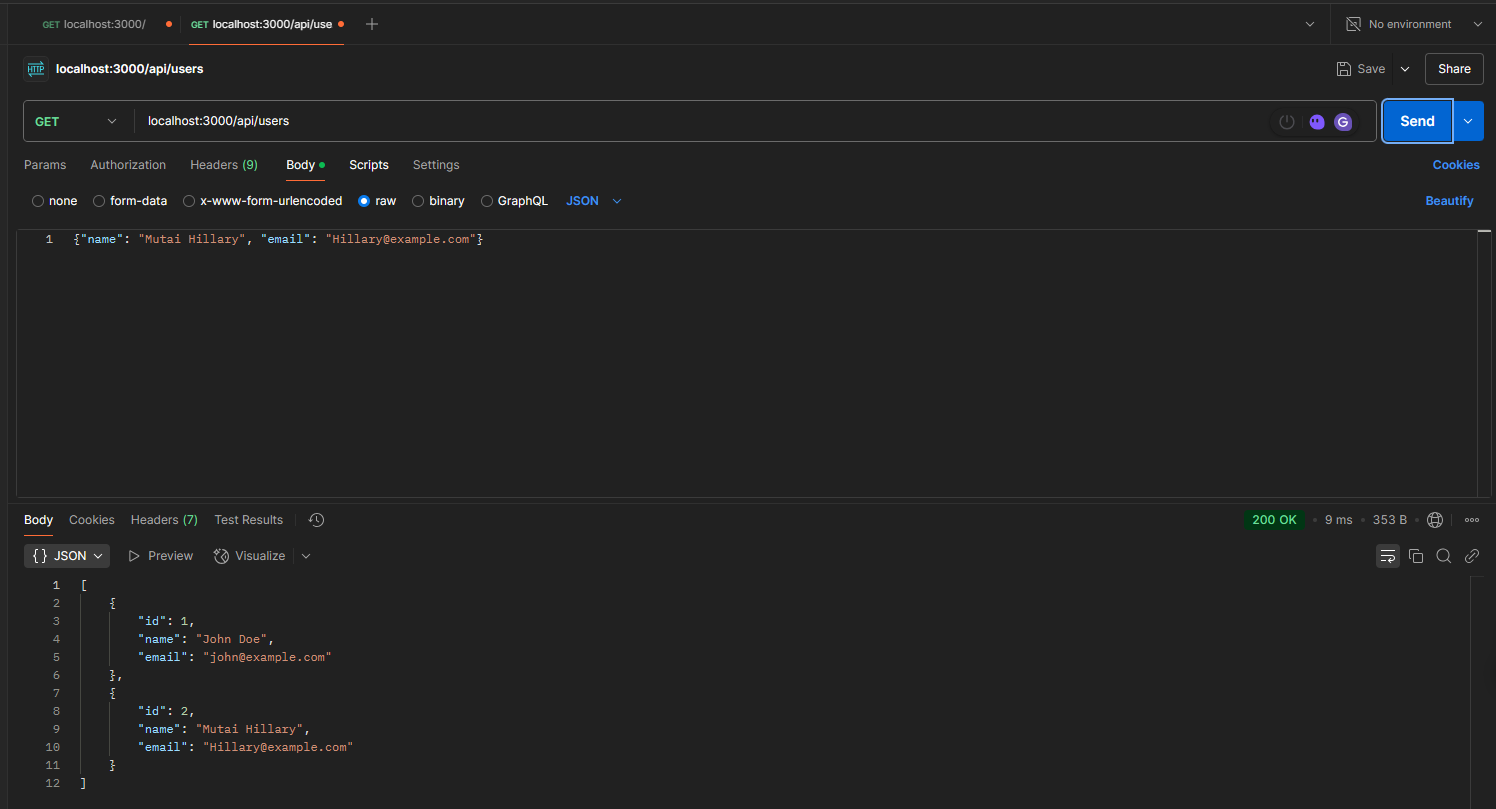 GET localhost:3000/ GET localhost:3000/api/use No environment
HTTP localhost:3000/api/users Save Share
GET localhost:3000/api/users G Send
Params Authorization Headers (9) Body Scripts Settings Cookies
none form-data x-www-form-urlencoded raw binary GraphQL JSON Beautify
1 {"name": "Mutai Hillary", "email": "Hillary@example.com"}
Body Cookies Headers (7) Test Results 200 OK 9 ms 353 B
{} JSON Preview Visualize
1 [
2 {
3 "id": 1,
4 "name": "John Doe",
5 "email": "john@example.com"
6 },
7 {
8 "id": 2,
9 "name": "Mutai Hillary",
10 "email": "Hillary@example.com"
11 }
12 ]